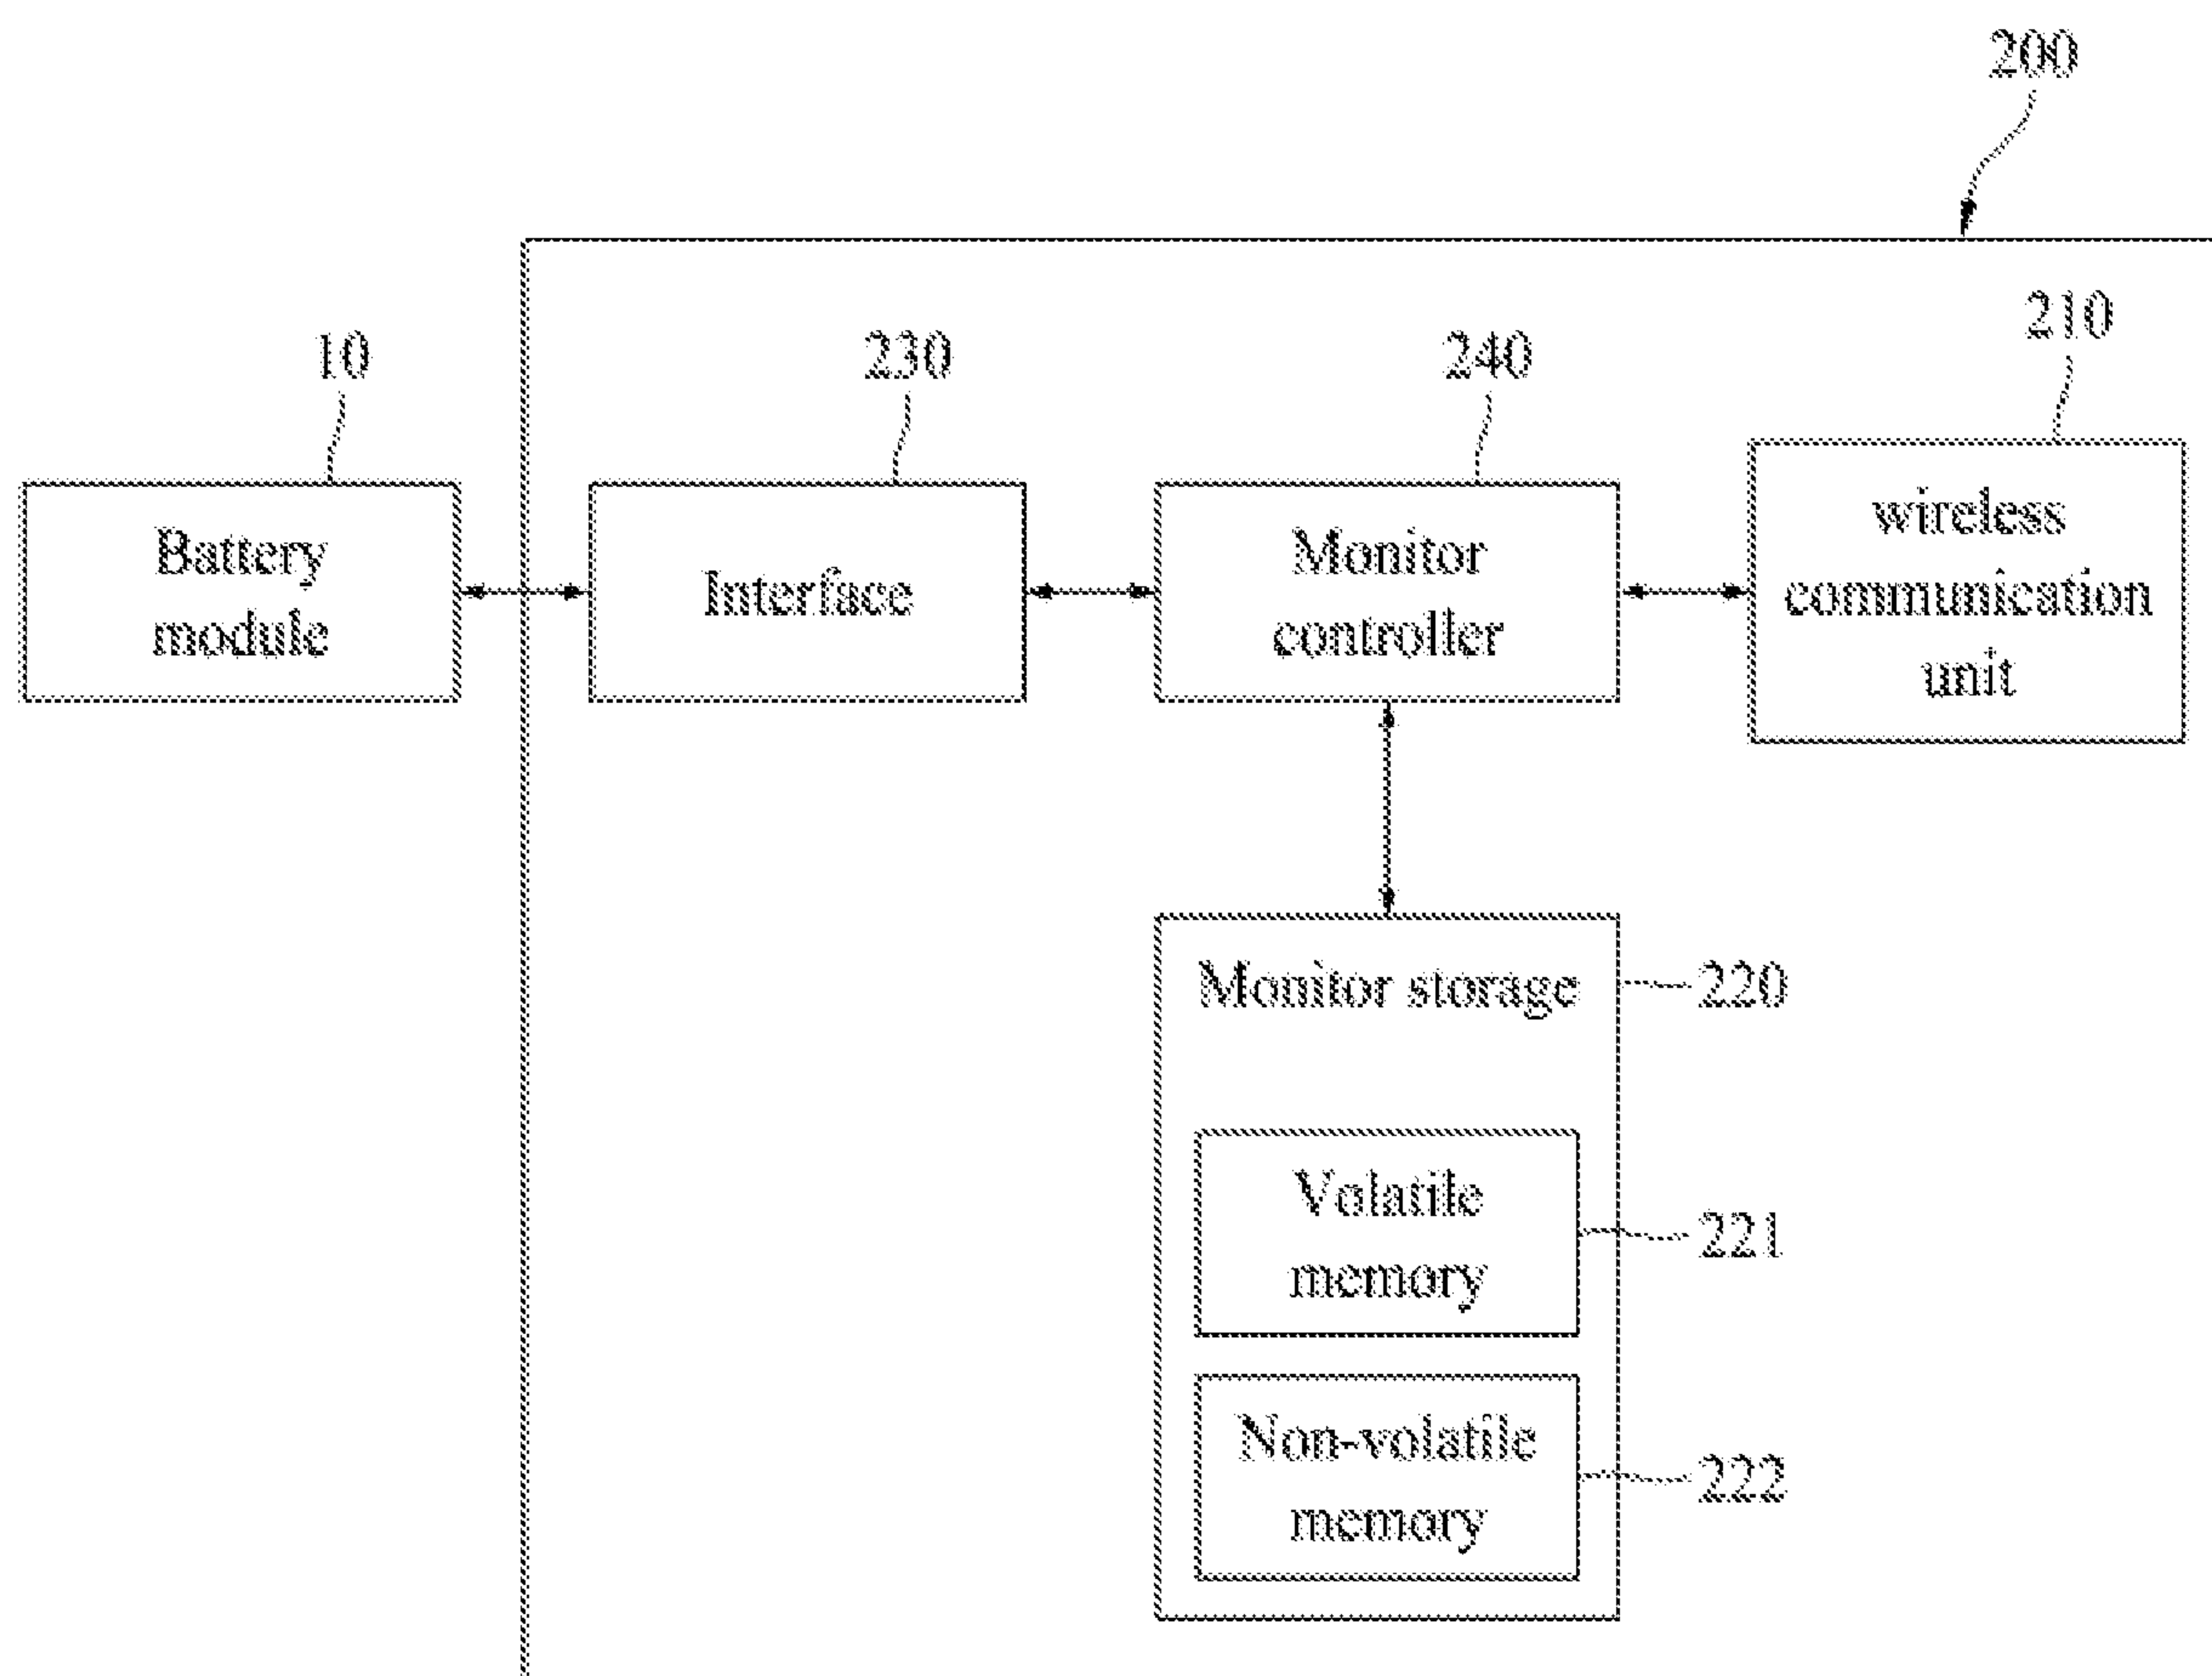 200
10
230
240
210
Battery
module
Interface
Monitor
controller
wireless
communication
unit
Monitor storage
220
Volatile
memory
221
Non-volatile
memory
222